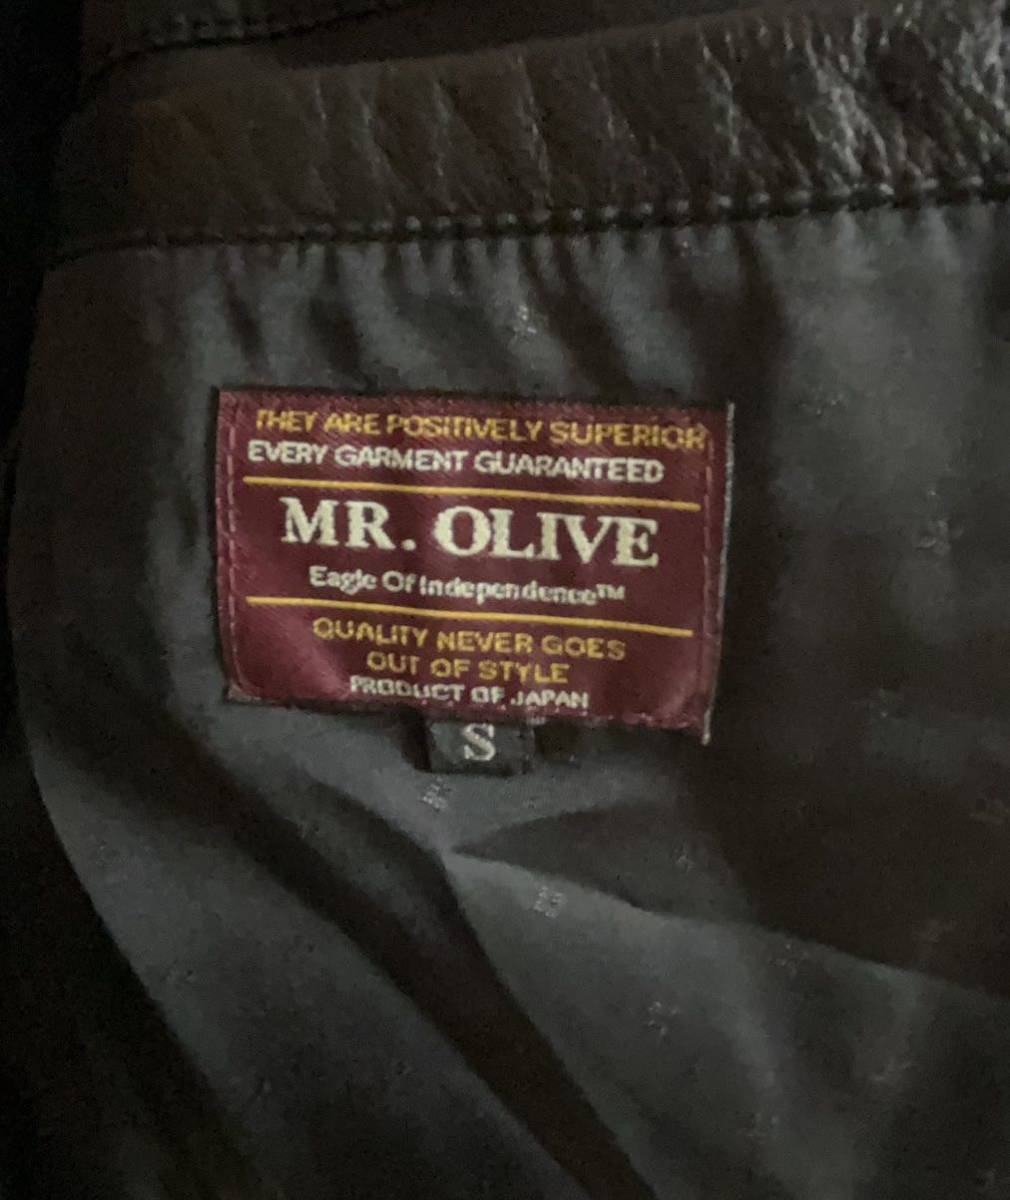 THEY ARE POSITIVELY SUPERIOR
EVERY GARMENT GUARANTEED
MR. OLIVE
Eagle Of Independence™
QUALITY NEVER GOES
OUT OF STYLE
PRODUCT OF JAPAN
S